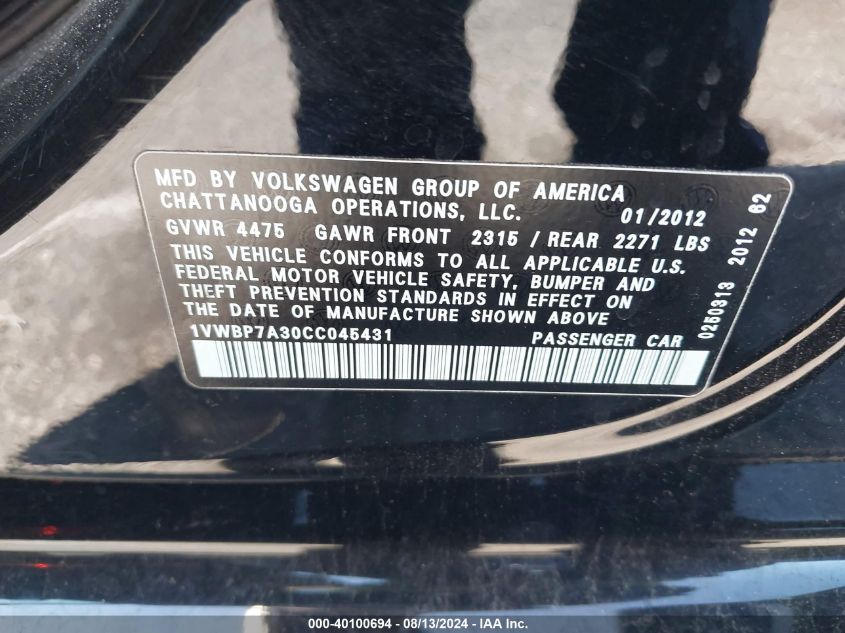 MFD BY VOLKSWAGEN GROUP OF AMERICA
CHATTANOOGA OPERATIONS, LLC. 01/2012
GVWR 4475 GAWR FRONT 2315 / REAR 2271 LBS
THIS VEHICLE CONFORMS TO ALL APPLICABLE U.S.
FEDERAL MOTOR VEHICLE SAFETY, BUMPER AND
THEFT PREVENTION STANDARDS IN EFFECT ON
THE DATE OF MANUFACTURE SHOWN ABOVE
1VWBP7A30CC045431 PASSENGER CAR
0250913 2012 62
000-40100694 - 08/13/2024 - IVWS INC.